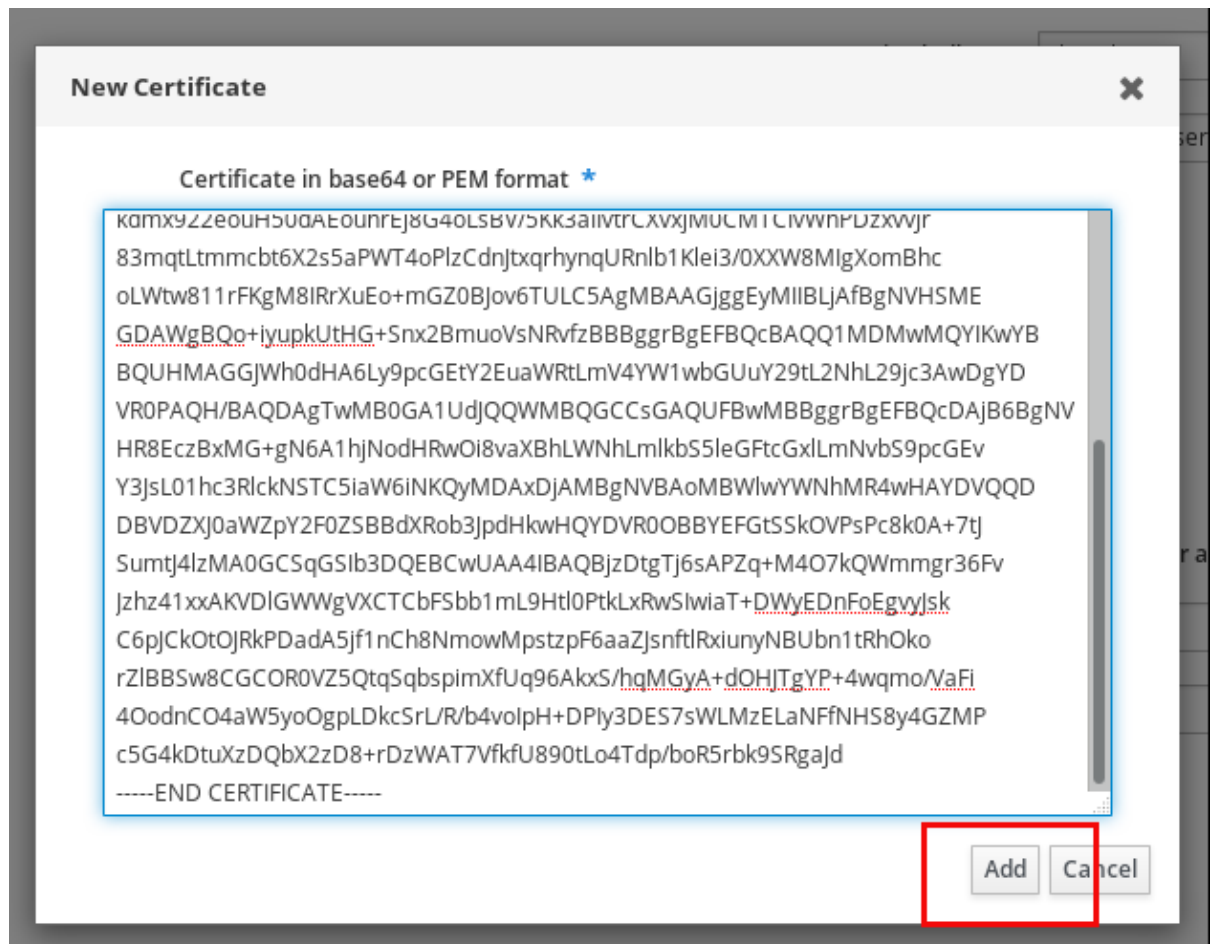 New Certificate
Certificate in base64 or PEM format *
83mqtLtmmcbt6X2s5aPWT4oPlzCdnJtxqrhynqURnlb1Klei3/0XXW8MIgXomBhc
oLWtw811rFKgM8IRrXuEo+mGZ0BJov6TULC5AgMBAAGjggEyMIIBLjAfBgNVHSME
GDAWgBQo+iyupkUtHG+Snx2BmuoVsNRvfzBBBggrBgEFBQcBAQQ1MDMwMQYIKwYB
BQUHMAGGJWh0dHA6Ly9pcGEtY2EuaWRtLmV4YW1wbGUuY29tL2NhL29jc3AwDgYD
VR0PAQH/BAQDAgTwMB0GA1UdJQQWMBQGCCsGAQUFBwMBBggrBgEFBQcDAjB6BgNV
HR8EczBxMG+gN6A1hjNodHRwOi8vaXBhLWNhLmlkbS5leGFtcGxlLmNvbS9pcGEv
Y3JsL01hc3RlckNSTC5iaW6iNKQyMDAxDjAMBgNVBAoMBWlwYWNhMR4wHAYDVQQD
DBVDZXJ0aWZpY2F0ZSBBdXRob3JpdHkwHQYDVR0OBBYEFGtSSkOVPsPc8k0A+7tJ
SumtJ4lzMA0GCSqGSIb3DQEBCwUAA4IBAQBjzDtgTj6sAPZq+M4O7kQWmmgr36Fv
Jzhz41xxAKVDlGWWgVXCTCbFSbb1mL9Htl0PtkLxRwSIwiaT+DWyEDnFoEgvyJsk
C6pJCkOtOJRkPDadA5jf1nCh8NmowMpstzpF6aaZJsnftlRxiunyNBUbn1tRhOko
rZlBBSw8CGCOR0VZ5QtqSqbspimXfUq96AkxS/hqMGyA+dOHJTgYP+4wqmo/VaFi
4OodnCO4aW5yoOgpLDkcSrL/R/b4voIpH+DPIy3DES7sWLMzELaNFfNHS8y4GZMP
c5G4kDtuXzDQbX2zD8+rDzWAT7VfkfU890tLo4Tdp/boR5rbk9SRgaJd
-----END CERTIFICATE-----
Add Cancel